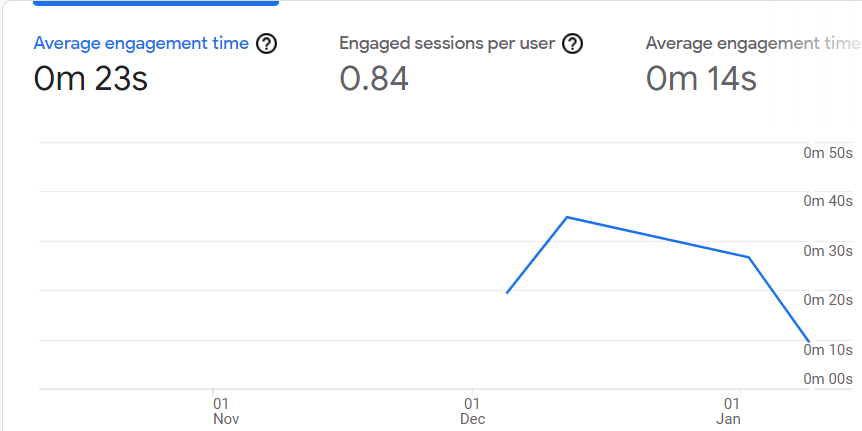 Average engagement time ?
0m 23s
Engaged sessions per user ?
0.84
Average engagement time
0m 14s
0m 50s
0m 40s
0m 30s
0m 20s
0m 10s
0m 00s
01
Nov
01
Dec
01
Jan